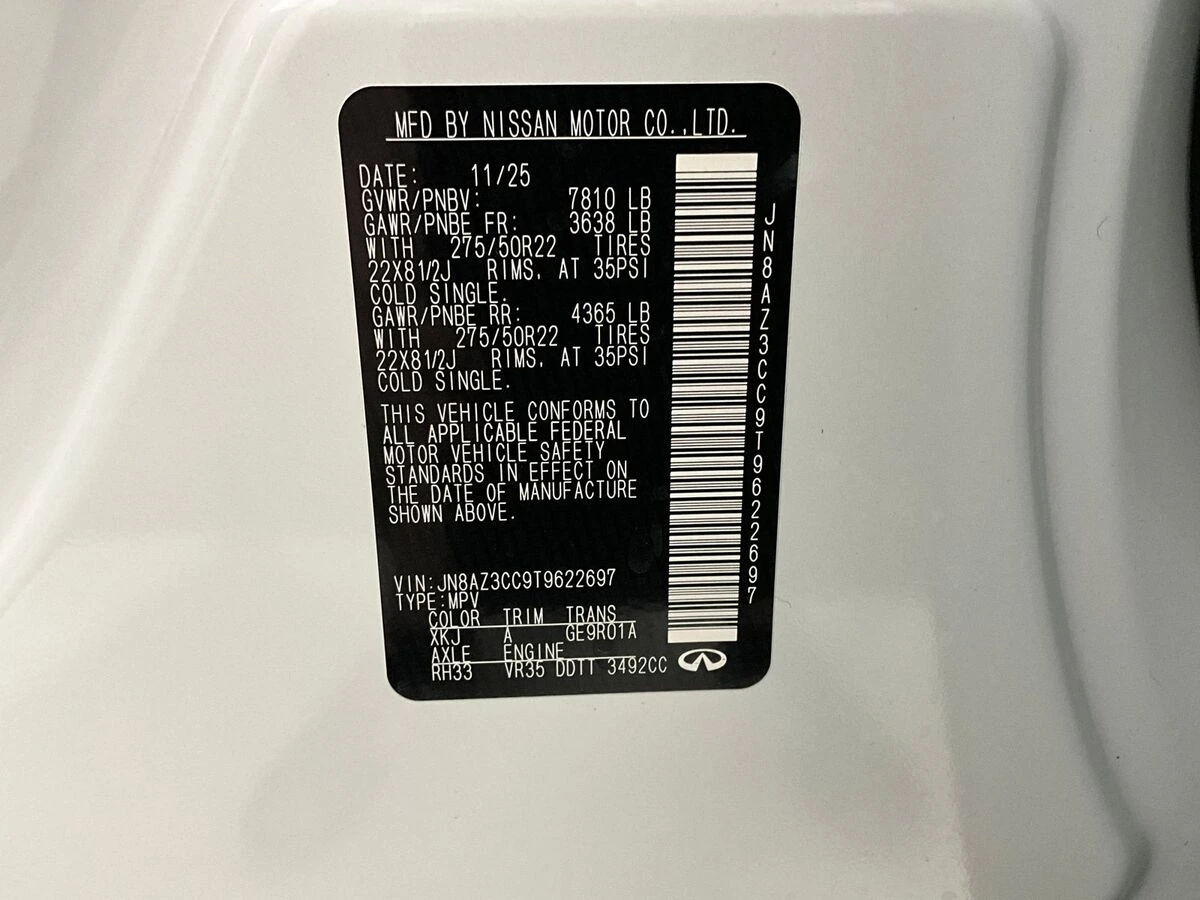 MFD BY NISSAN MOTOR CO.,LTD.
DATE: 11/25
GVWR/PNBV: 7810 LB
GAWR/PNBE FR: 3638 LB
WITH 275/50R22 TIRES
22X81/2J RIMS, AT 35PSI
COLD SINGLE.
GAWR/PNBE RR: 4365 LB
WITH 275/50R22 TIRES
22X81/2J RIMS, AT 35PSI
COLD SINGLE.
THIS VEHICLE CONFORMS TO
ALL APPLICABLE FEDERAL
MOTOR VEHICLE SAFETY
STANDARDS IN EFFECT ON
THE DATE OF MANUFACTURE
SHOWN ABOVE.
VIN:JN8AZ3CC9T9622697
TYPE:MPV
COLOR TRIM TRANS
XKJ A GE9R01A
AXLE ENGINE
RH33 VR35 DDTT 3492CC
JN8AZ3CC9T9622697